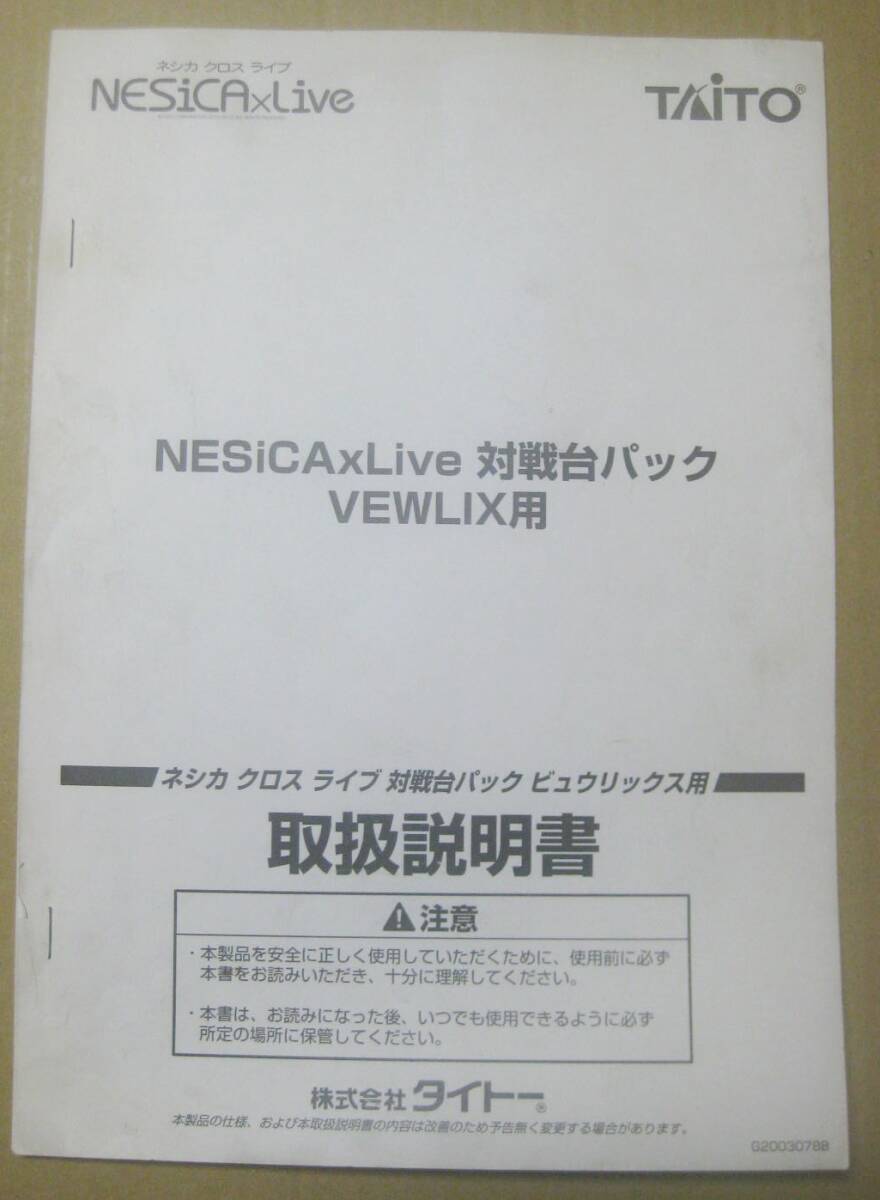 ネシカ クロス ライブ
NESiCAxLive
TAiTO®
NESiCAxLive 対戦台パック
VEWLIX用
ネシカ クロス ライブ 対戦台パック ビュウリックス用
取扱説明書
注意
・本製品を安全に正しく使用していただくために、使用前に必ず
本書をお読みいただき、十分に理解してください。
・本書は、お読みになった後、いつでも使用できるように必ず
所定の場所に保管してください。
株式会社 タイトー®
本製品の仕様、および本取扱説明書の内容は改善のため予告無く変更する場合があります。
G2003078B